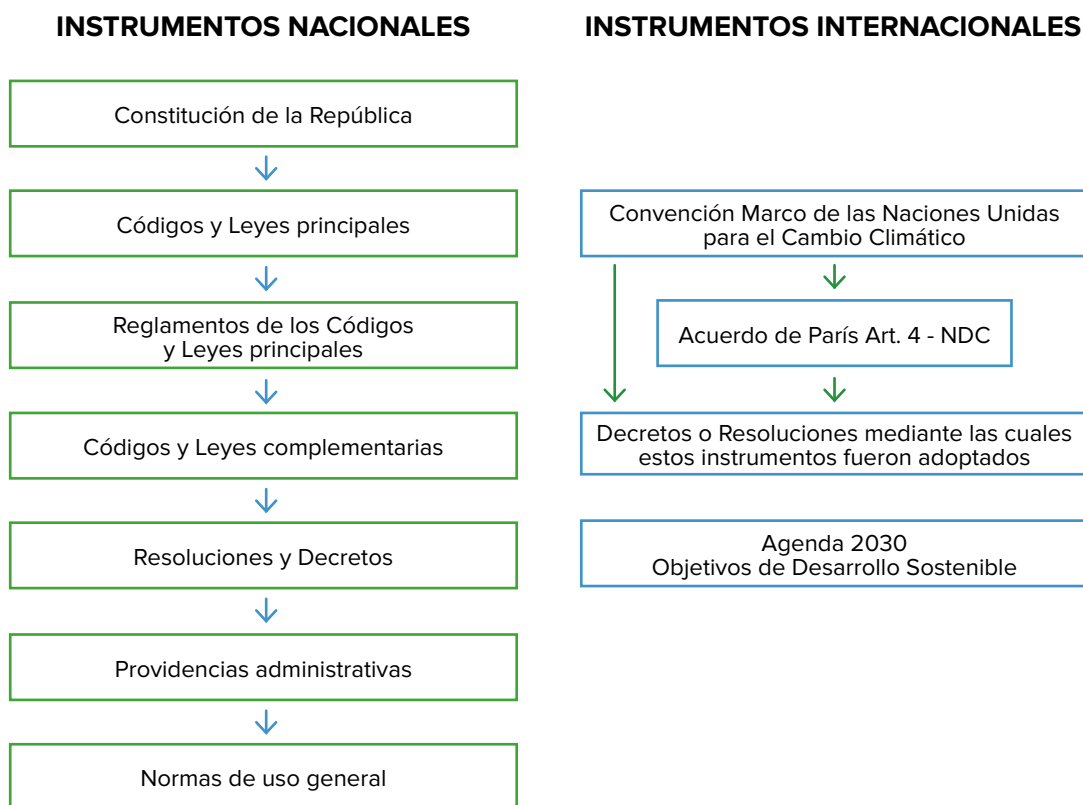 INSTRUMENTOS NACIONALES
Constitución de la República
Códigos y Leyes principales
Reglamentos de los Códigos
y Leyes principales
Códigos y Leyes complementarias
Resoluciones y Decretos
Providencias administrativas
Normas de uso general
INSTRUMENTOS INTERNACIONALES
Convención Marco de las Naciones Unidas
para el Cambio Climático
Acuerdo de París Art. 4 - NDC
Decretos o Resoluciones mediante las cuales
estos instrumentos fueron adoptados
Agenda 2030
Objetivos de Desarrollo Sostenible